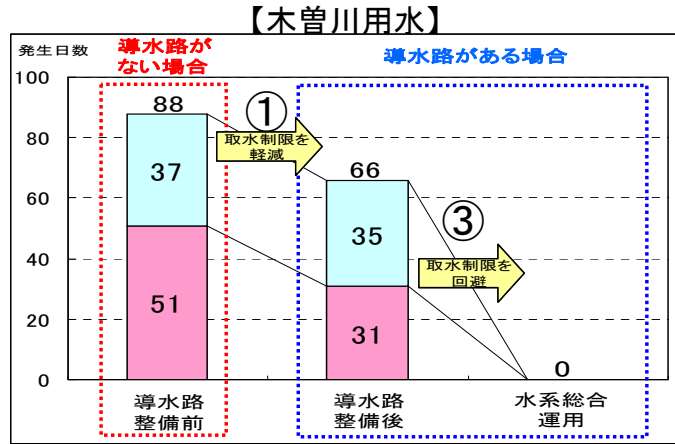 【木曽川用水】
発生日数
導水路が
ない場合
導水路がある場合
100
80
60
40
20
0
88
37
51
①
取水制限を
軽減
66
35
31
③
取水制限を
回避
0
導水路
整備前
導水路
整備後
水系総合
運用